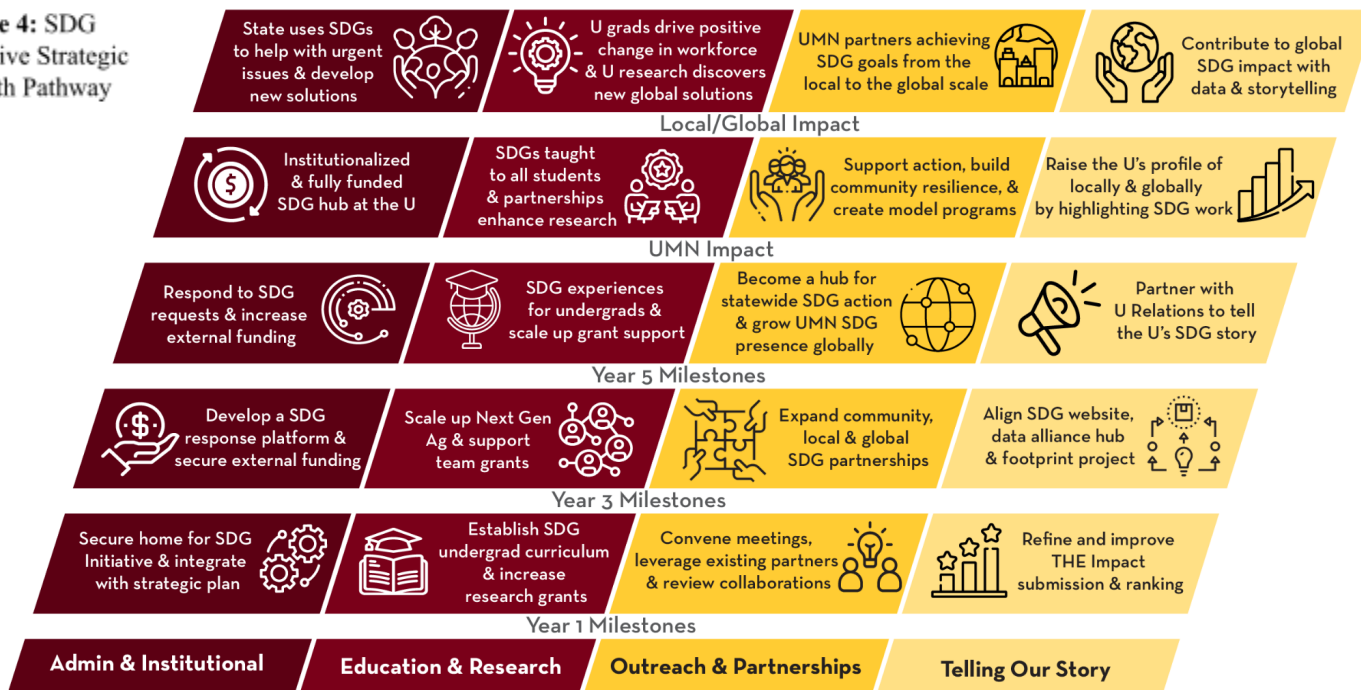 e 4: SDG
ive Strategic
th Pathway
State uses SDGs
to help with urgent
issues & develop
new solutions
U grads drive positive
change in workforce
& U research discovers
new global solutions
UMN partners achieving
SDG goals from the
local to the global scale
Contribute to global
SDG impact with
data & storytelling
Local/Global Impact
Institutionalized
& fully funded
SDG hub at the U
$
SDGs taught
to all students
& partnerships
enhance research
Support action, build
community resilience, &
create model programs
Raise the U's profile of
locally & globally
by highlighting SDG work
UMN Impact
Respond to SDG
requests & increase
external funding
SDG experiences
for undergrads &
scale up grant support
Become a hub for
statewide SDG action
& grow UMN SDG
presence globally
Partner with
U Relations to tell
the U's SDG story
Year 5 Milestones
$
Develop a SDG
response platform &
secure external funding
Scale up Next Gen
Ag & support
team grants
Expand community,
local & global
SDG partnerships
Align SDG website,
data alliance hub
& footprint project
Year 3 Milestones
Secure home for SDG
Initiative & integrate
with strategic plan
Establish SDG
undergrad curriculum
& increase
research grants
Convene meetings,
leverage existing partners
& review collaborations
Refine and improve
THE Impact
submission & ranking
Year 1 Milestones
Admin & Institutional
Education & Research
Outreach & Partnerships
Telling Our Story